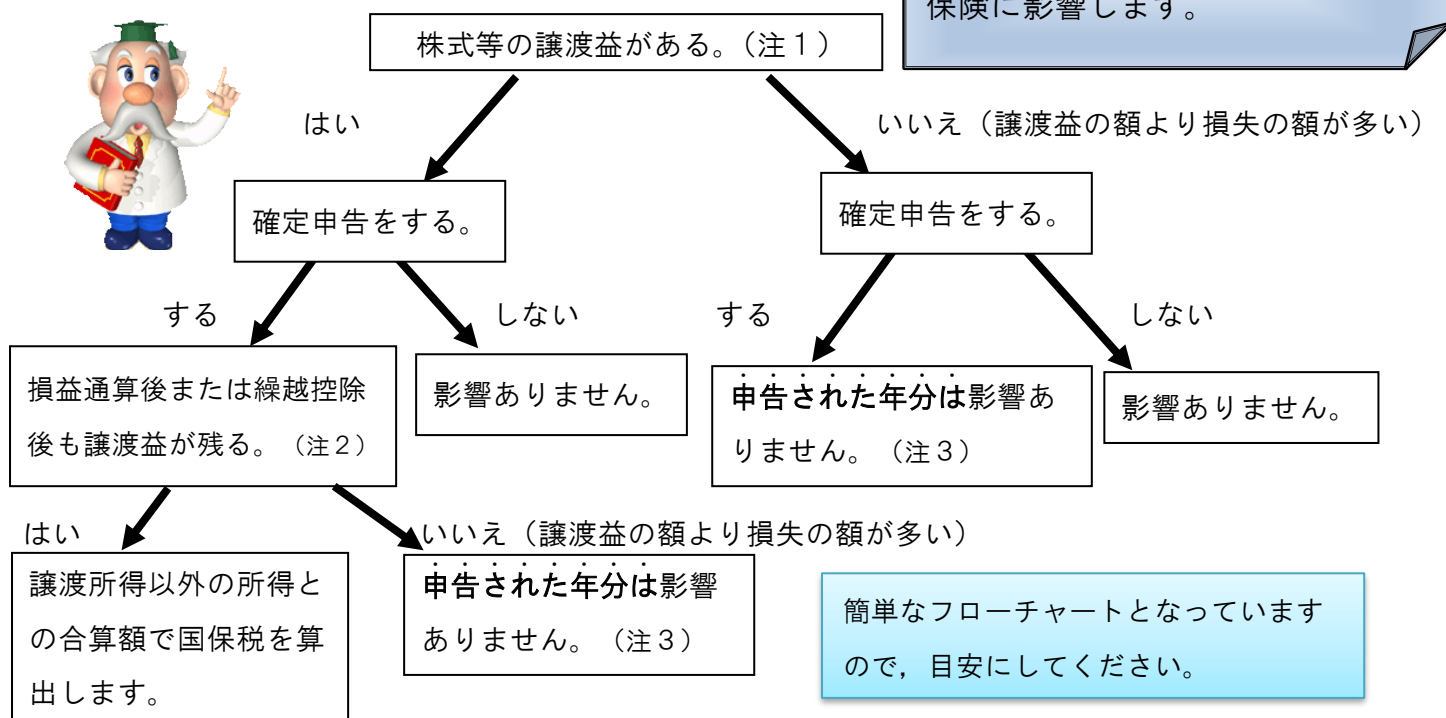 保険に影響します。
株式等の譲渡益がある。（注１）
はい
いいえ（譲渡益の額より損失の額が多い）
確定申告をする。
確定申告をする。
する
しない
する
しない
損益通算後または繰越控除
後も譲渡益が残る。（注２）
影響ありません。
申告された年分は影響あ
りません。（注３）
影響ありません。
はい
いいえ（譲渡益の額より損失の額が多い）
譲渡所得以外の所得と
の合算額で国保税を算
出します。
申告された年分は影響
ありません。（注３）
簡単なフローチャートとなっています
ので，目安にしてください。